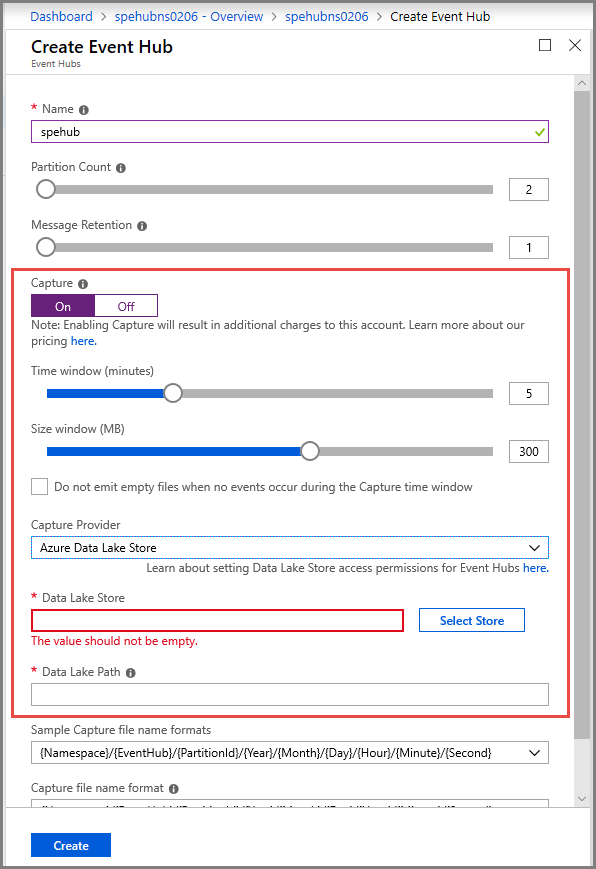 Dashboard > spehubns0206 - Overview > spehubns0206 > Create Event Hub
Create Event Hub
Event Hubs
* Name
spehub
Partition Count
2
Message Retention
1
Capture
On Off
Note: Enabling Capture will result in additional charges to this account. Learn more about our
pricing here.
Time window (minutes)
5
Size window (MB)
300
Do not emit empty files when no events occur during the Capture time window
Capture Provider
Azure Data Lake Store
Learn about setting Data Lake Store access permissions for Event Hubs here.
* Data Lake Store
Select Store
The value should not be empty.
* Data Lake Path
Sample Capture file name formats
{Namespace}/{EventHub}/{PartitionId}/{Year}/{Month}/{Day}/{Hour}/{Minute}/{Second}
Capture file name format
Create